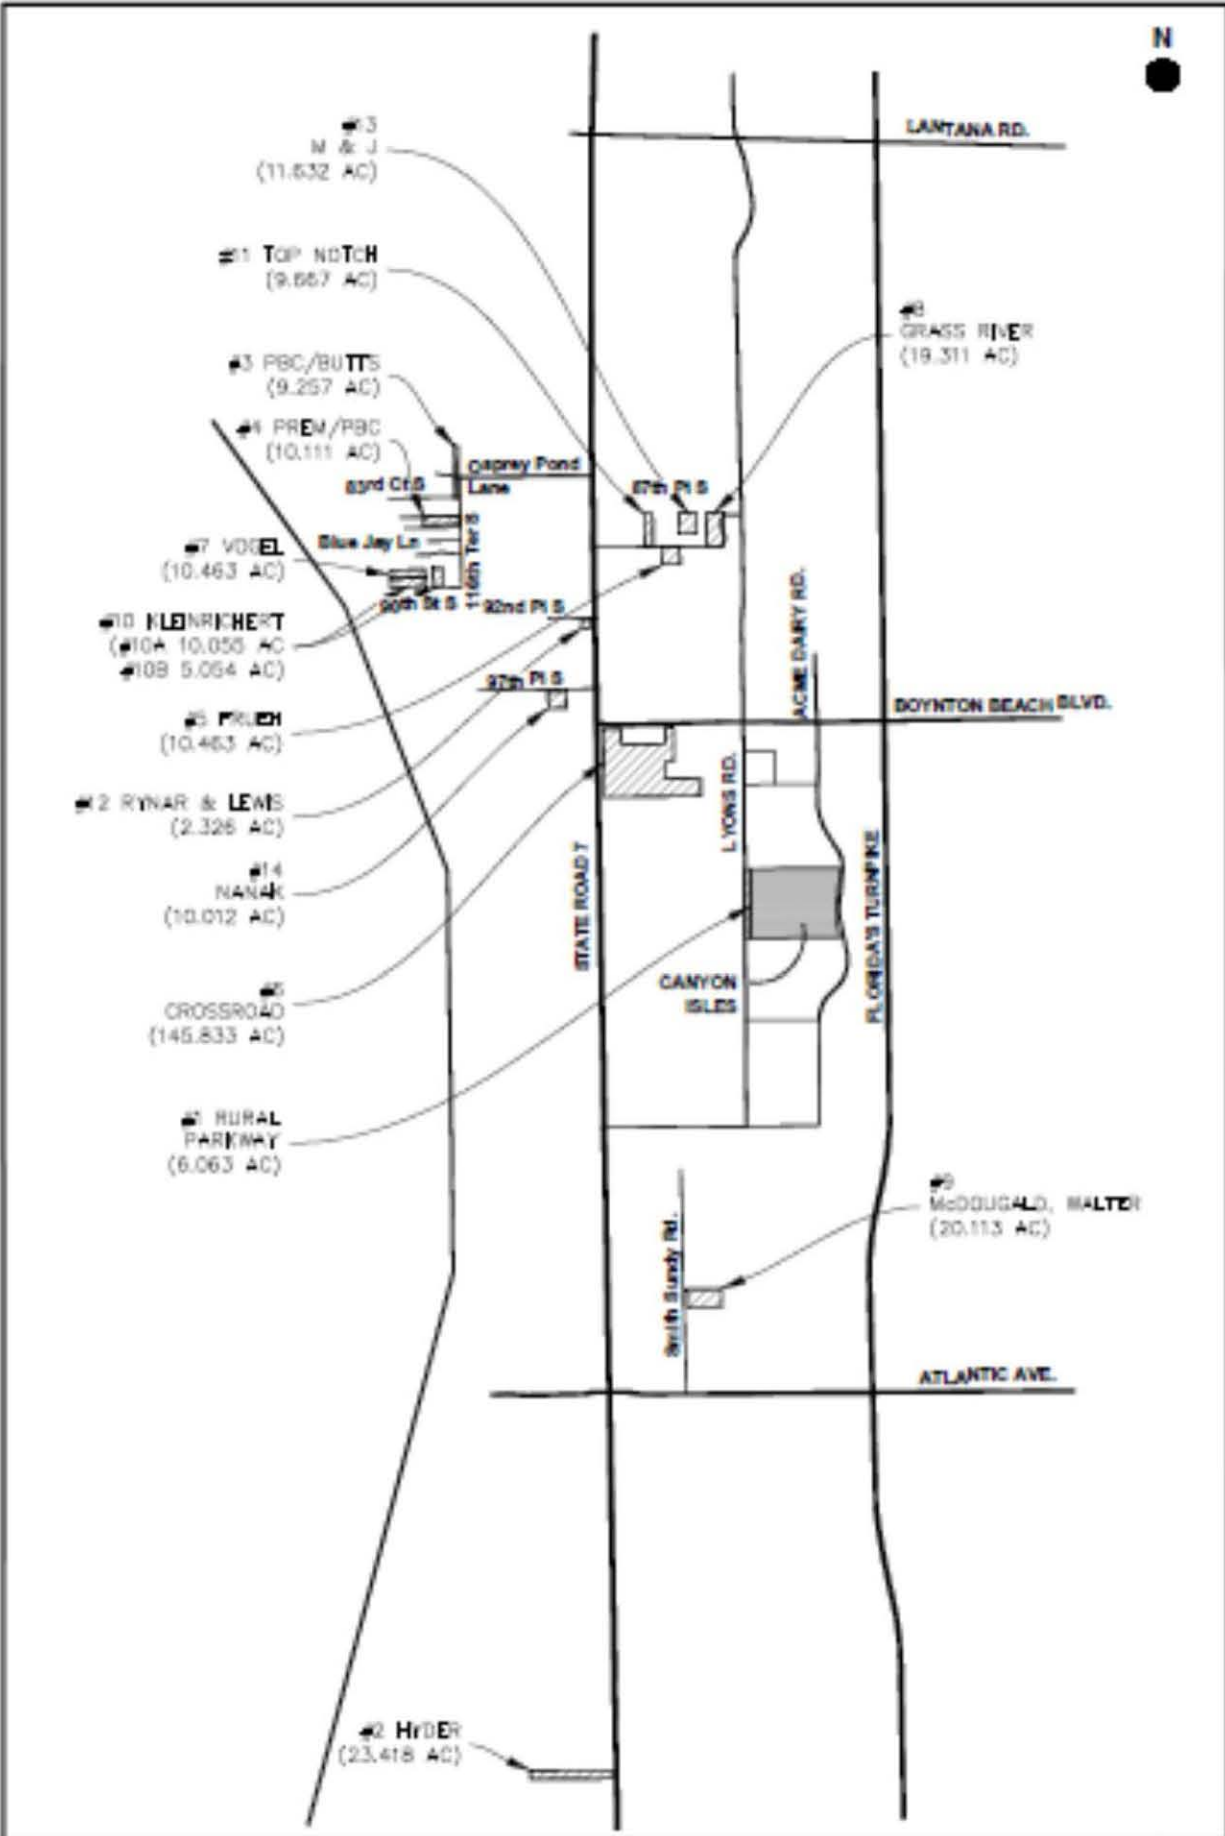 N
LANTANA RD.
#13
M & J
(11.632 AC)
#11 TOP NOTCH
(9.667 AC)
#8
GRASS RIVER
(19.311 AC)
#3 PBC/BUTTS
(9.257 AC)
#4 PREM/PBC
(10.111 AC)
Osprey Pond
Lane
83rd Ct S
87th Pl S
Blue Jay Ln
116th Ter S
#7 VOGEL
(10.463 AC)
90th St S
92nd Pl S
#10 KLEINRICHERT
(#10A 10.055 AC
#10B 5.054 AC)
97th Pl S
ACME DAIRY RD.
BOYNTON BEACH BLVD.
#5 FRUEH
(10.463 AC)
#12 RYNAR & LEWIS
(2.326 AC)
LYONS RD.
STATE ROAD 7
FLORIDA'S TURNPIKE
#14
NANAK
(10.012 AC)
CANYON
ISLES
CROSSROAD
(145.833 AC)
#1 RURAL
PARKWAY
(6.063 AC)
#9
McDOUGALD, WALTER
(20.113 AC)
Smith Sundy Rd.
ATLANTIC AVE.
#2 HYDER
(23.418 AC)